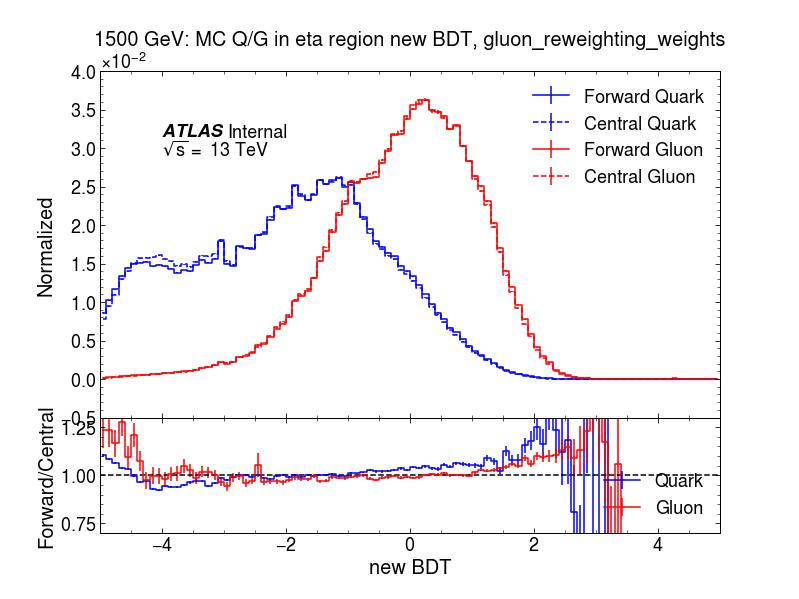 1500 GeV: MC Q/G in eta region new BDT, gluon_reweighting_weights
×10⁻²
4.0
3.5
3.0
2.5
2.0
1.5
1.0
0.5
0.0
−0.5
Normalized
ATLAS Internal
√s = 13 TeV
Forward Quark
Central Quark
Forward Gluon
Central Gluon
1.25
1.00
0.75
Forward/Central
Quark
Gluon
−4
−2
0
2
4
new BDT